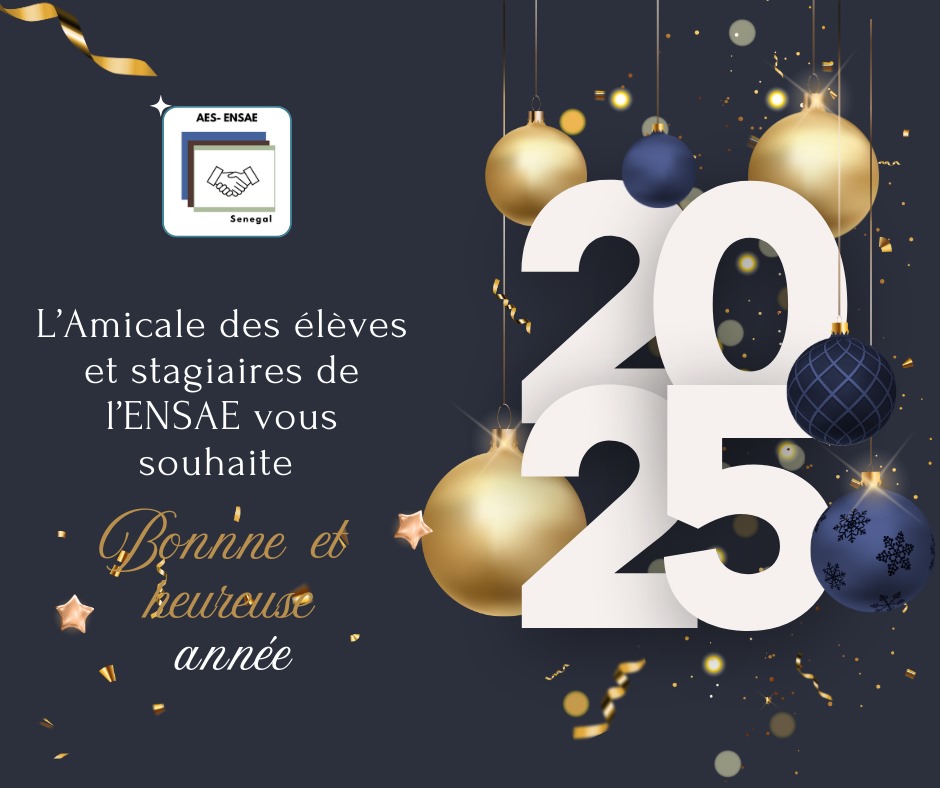 AES- ENSAE
Senegal
L’Amicale des élèves
et stagiaires de
l’ENSAE vous
souhaite
Bonnne et
heureuse
année
20
25